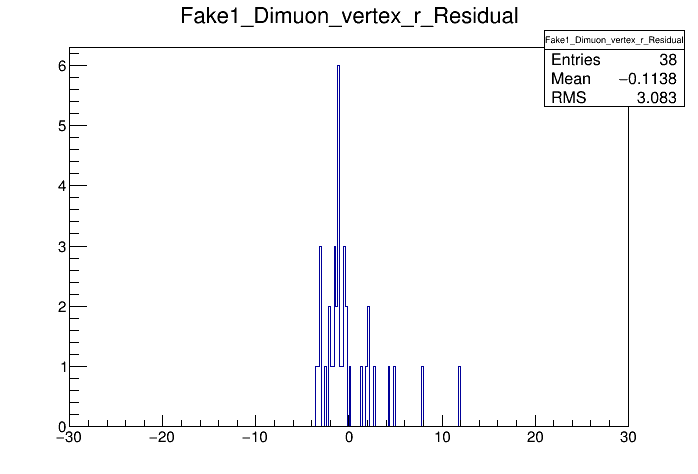 Fake1_Dimuon_vertex_r_Residual
Fake1_Dimuon_vertex_r_Residual
Entries 38
Mean −0.1138
RMS 3.083
6
5
4
3
2
1
0
−30 −20 −10 0 10 20 30